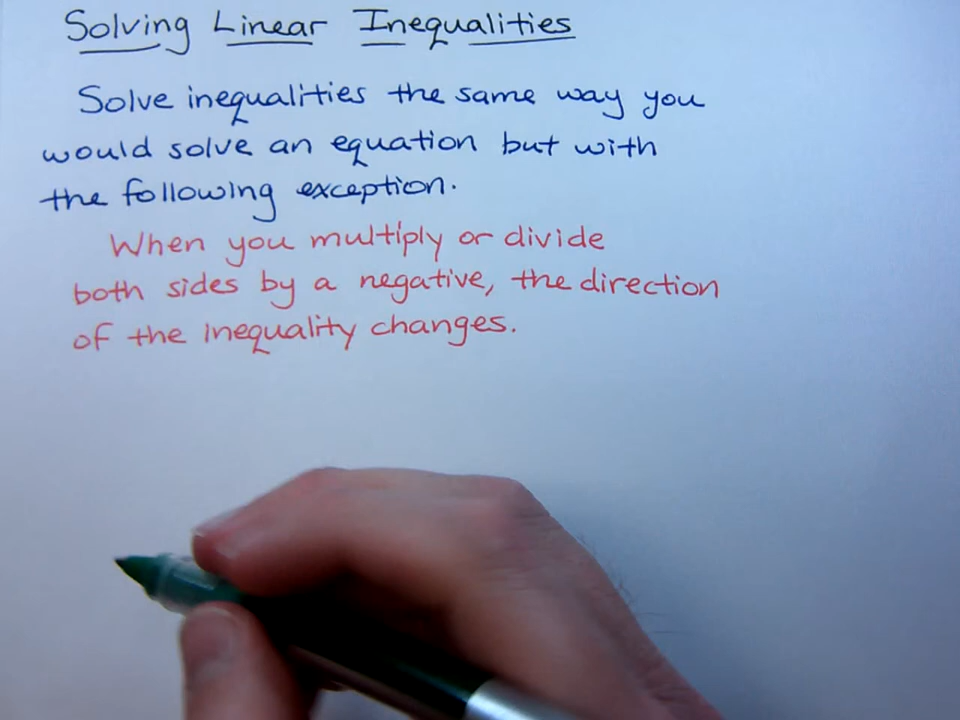 Solving Linear Inequalities
Solve inequalities the same way you
would solve an equation but with
the following exception.
When you multiply or divide
both sides by a negative, the direction
of the inequality changes.